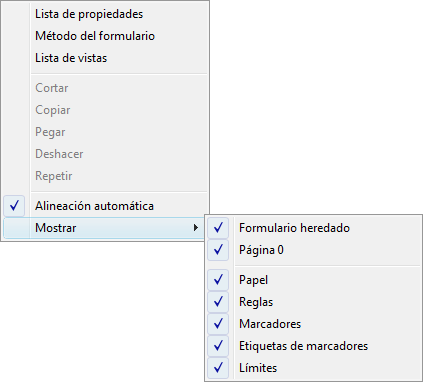 Lista de propiedades
Método del formulario
Lista de vistas
Cortar
Copiar
Pegar
Deshacer
Repetir
Alineación automática
Mostrar
Formulario heredado
Página 0
Papel
Reglas
Marcadores
Etiquetas de marcadores
Límites